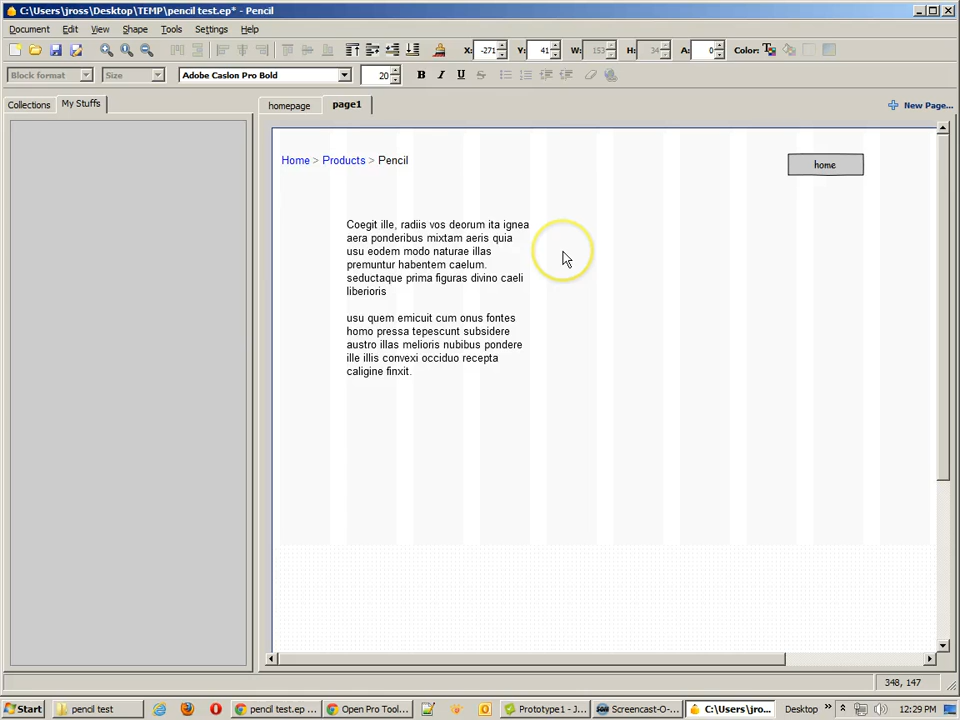 C:\Users\jross\Desktop\TEMP\pencil test.ep* - Pencil
Document Edit View Shape Tools Settings Help
X: -271 Y: 41 W: 153 H: 34 A: 0 Color:
Block format Size Adobe Caslon Pro Bold 20 B I U S
Collections My Stuffs homepage page1 New Page...
Home > Products > Pencil
home
Coegit ille, radiis vos deorum ita ignea
aera ponderibus mixtam aeris quia
usu eodem modo naturae illas
premuntur habentem caelum.
seductaque prima figuras divino caeli
liberioris
usu quem emicuit cum onus fontes
homo pressa tepescunt subsidere
austro illas melioris nubibus pondere
ille illis convexi occiduo recepta
caligine finxit.
348, 147
Start pencil test pencil test.ep ... Open Pro Tool... Prototype1 - J... Screencast-O-... C:\Users\jro... Desktop » 12:29 PM